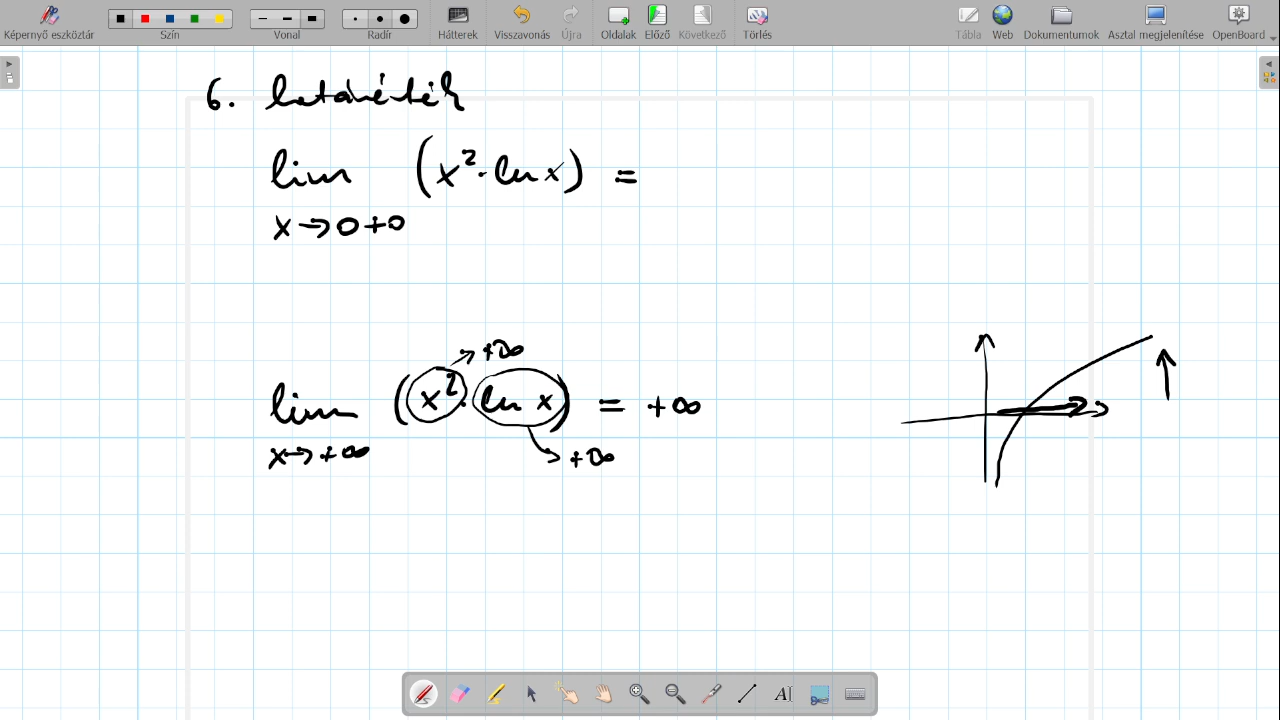 Képernyő eszköztár Szín Vonal Radír Hátterek Visszavonás Újra Oldalak Előző Következő Törlés Tábla Web Dokumentumok Asztal megjelenítése OpenBoard
6. határérték
lim (x²·ln x) =
x→0+0
→+∞
lim (x²·ln x) = +∞
x→+∞
→+∞